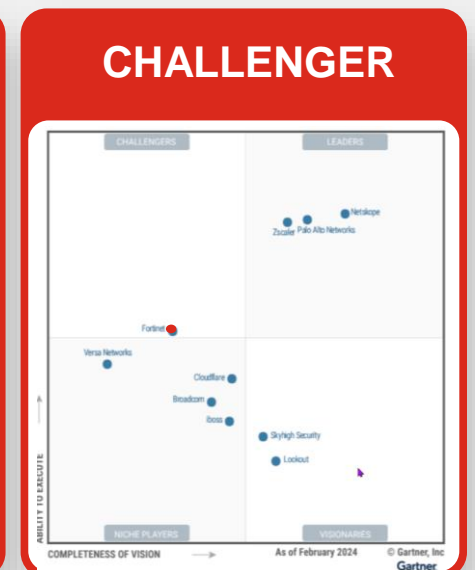 CHALLENGER
CHALLENGERS
LEADERS
Netskope
Zscaler
Palo Alto Networks
Fortinet
Versa Networks
Cloudflare
Broadcom
iboss
Skyhigh Security
Lookout
ABILITY TO EXECUTE
NICHE PLAYERS
VISIONARIES
COMPLETENESS OF VISION
As of February 2024
© Gartner, Inc
Gartner